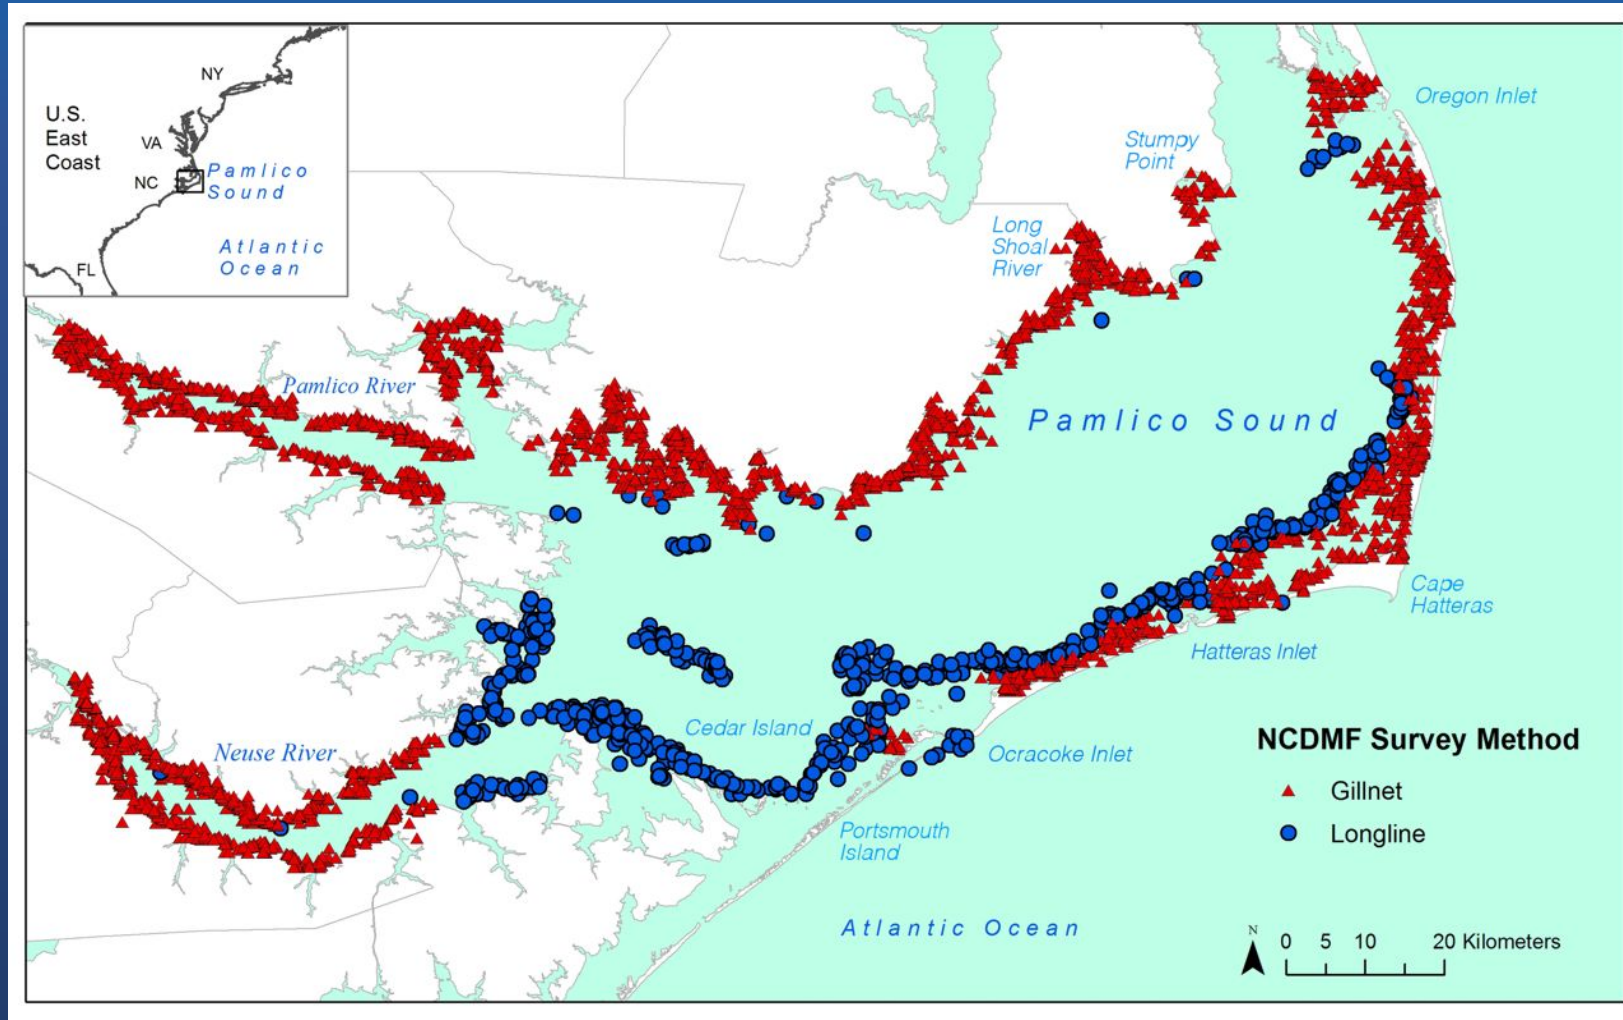 NY
U.S.
East
Coast
VA
NC
Pamlico
Sound
Atlantic
Ocean
FL
Oregon Inlet
Stumpy
Point
Long
Shoal
River
Pamlico River
Pamlico Sound
Cape
Hatteras
Hatteras Inlet
Cedar Island
Neuse River
Ocracoke Inlet
Portsmouth
Island
Atlantic Ocean
NCDMF Survey Method
Gillnet
Longline
N
0 5 10 20 Kilometers